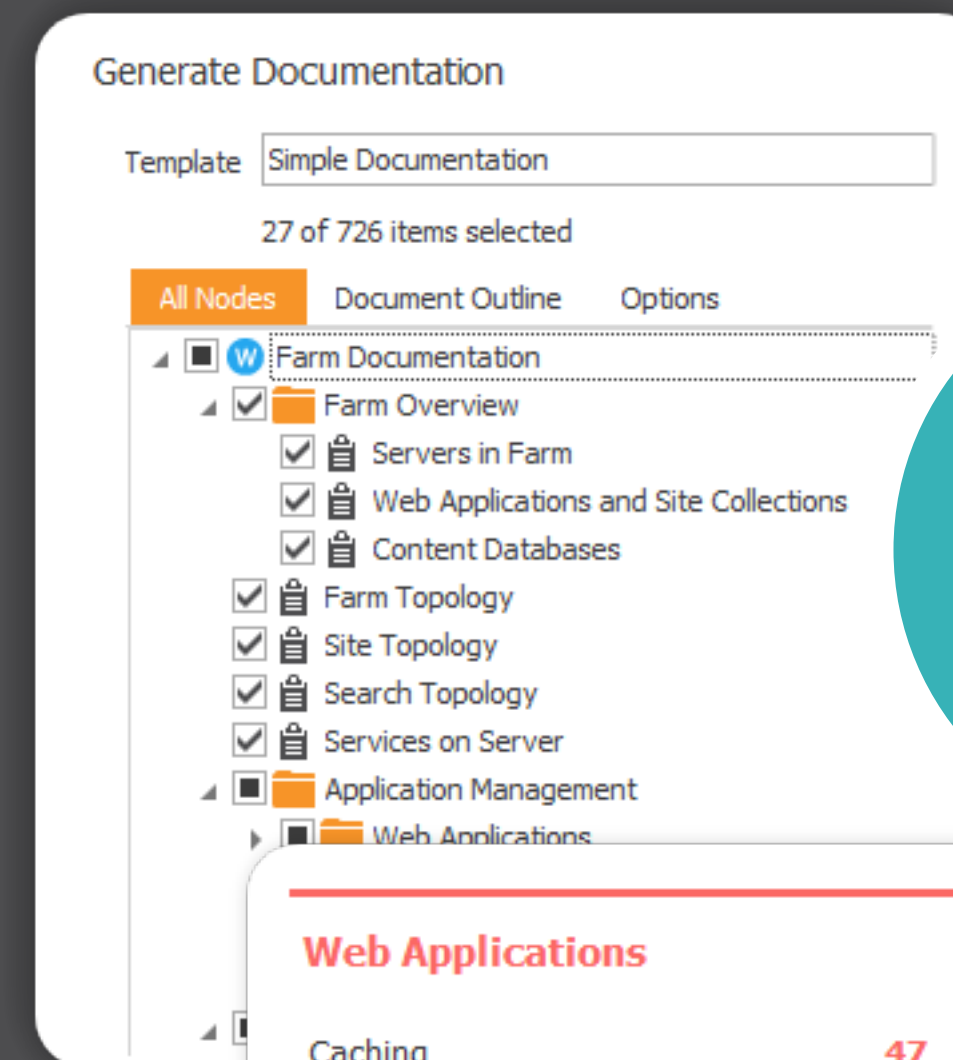 Generate Documentation
Template Simple Documentation
27 of 726 items selected
All Nodes Document Outline Options
W Farm Documentation
Farm Overview
Servers in Farm
Web Applications and Site Collections
Content Databases
Farm Topology
Site Topology
Search Topology
Services on Server
Application Management
Web Applications
Web Applications
Caching 47